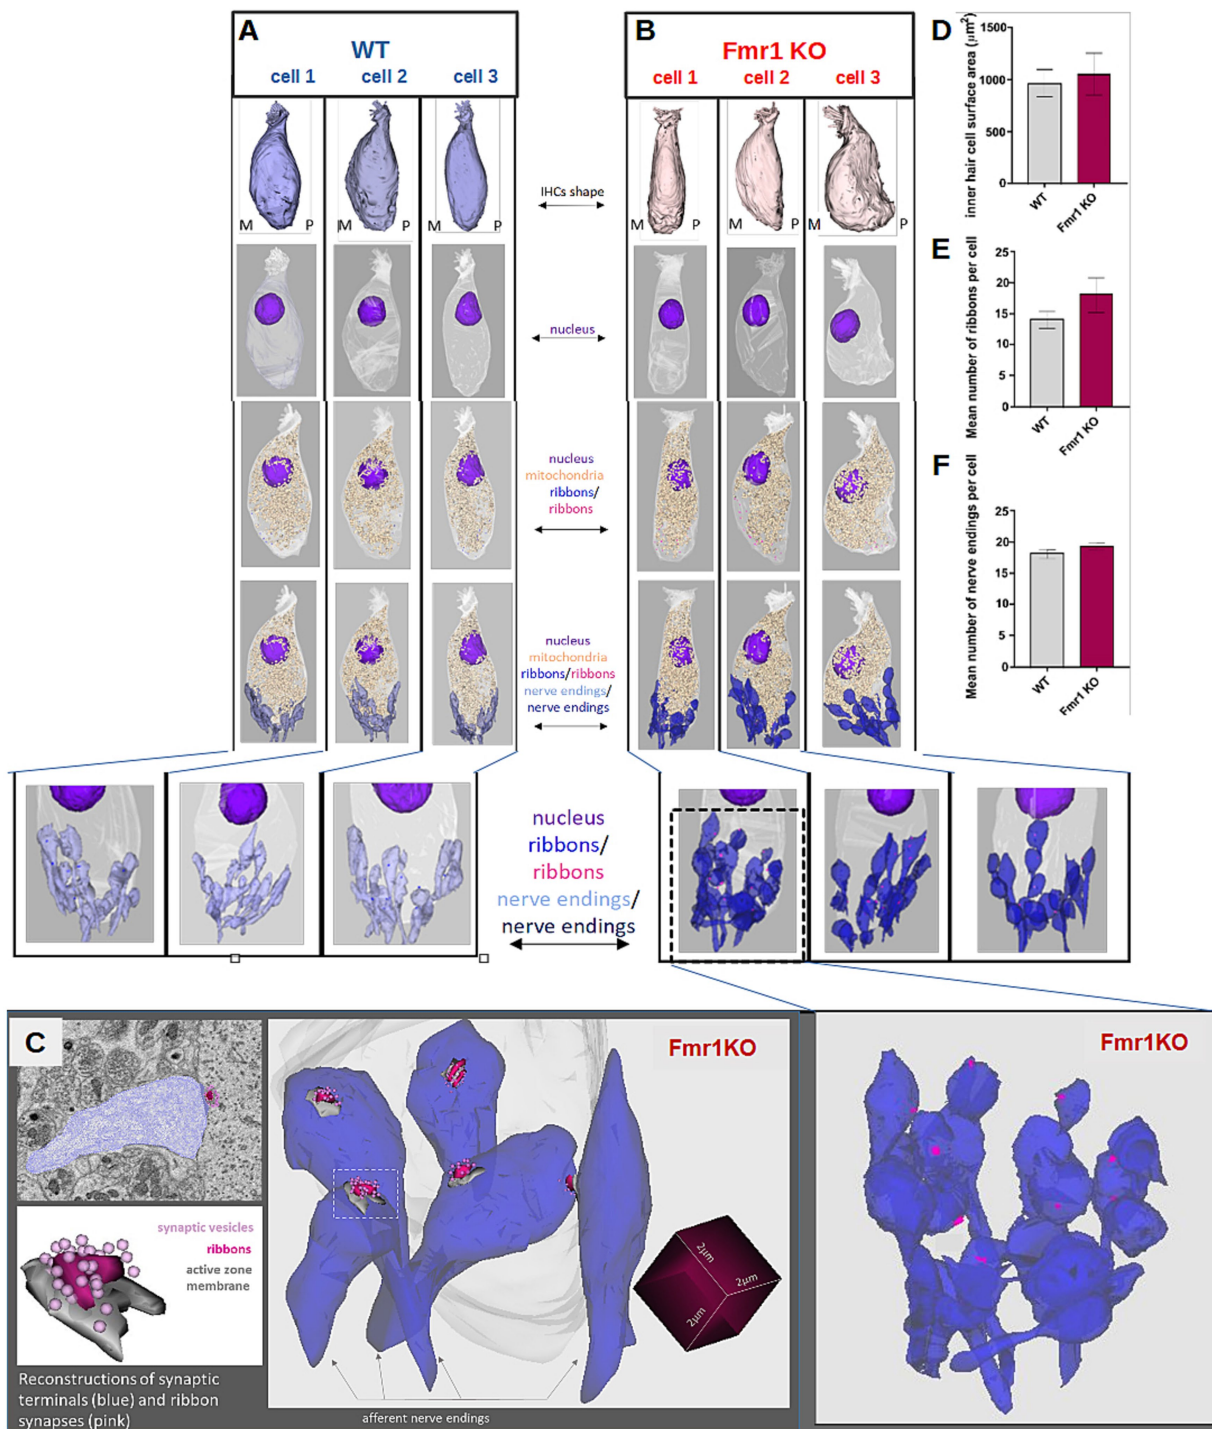 A
WT
cell 1
cell 2
cell 3
B
Fmr1 KO
cell 1
cell 2
cell 3
M
P
M
P
M
P
IHCs shape
M
P
M
P
M
P
nucleus
nucleus
mitochondria
ribbons/
ribbons
nucleus
mitochondria
ribbons/ribbons
nerve endings/
nerve endings
D
inner hair cell surface area (μm²)
1500
1000
500
0
WT
Fmr1 KO
E
Mean number of ribbons per cell
25
20
15
10
5
0
WT
Fmr1 KO
F
Mean number of nerve endings per cell
25
20
15
10
5
0
WT
Fmr1 KO
nucleus
ribbons/
ribbons
nerve endings/
nerve endings
C
synaptic vesicles
ribbons
active zone
membrane
Reconstructions of synaptic
terminals (blue) and ribbon
synapses (pink)
Fmr1KO
2μm
2μm
2μm
afferent nerve endings
Fmr1KO